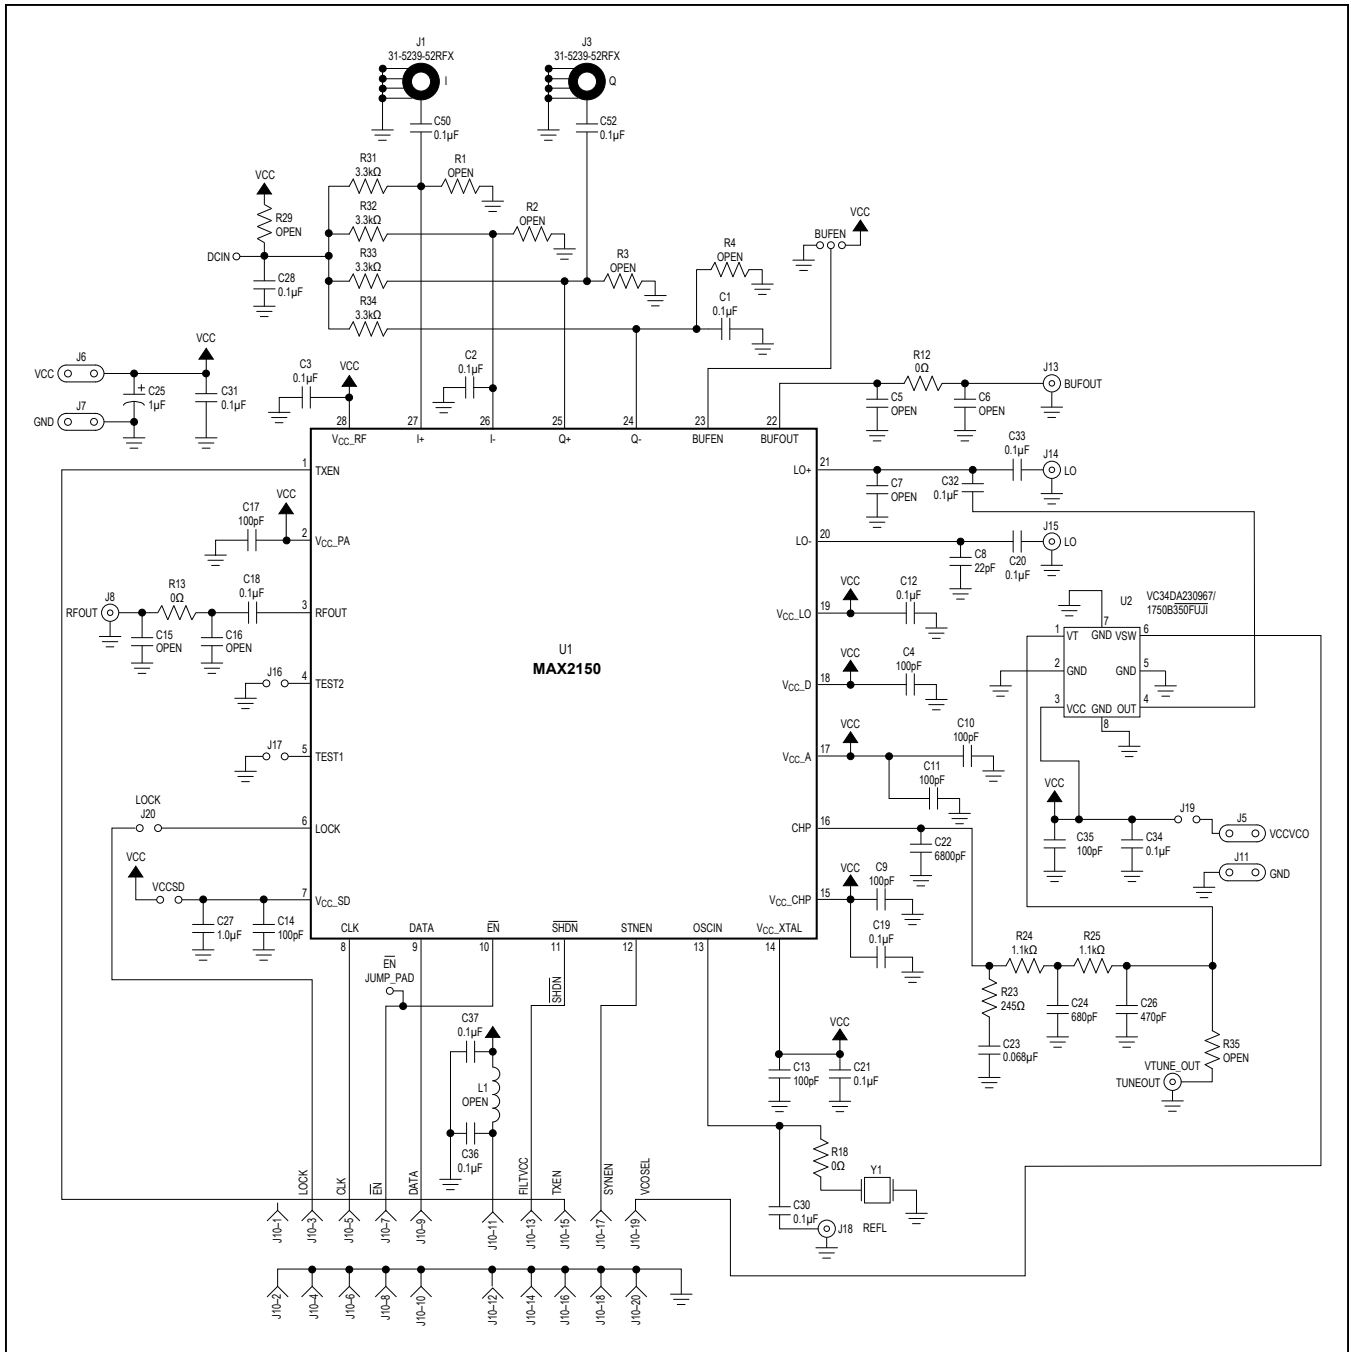 J1
31-5239-52RFX
I
J3
31-5239-52RFX
Q
C50
0.1µF
C52
0.1µF
R31
3.3kΩ
R1
OPEN
VCC
R29
OPEN
R32
3.3kΩ
R2
OPEN
DCIN
C28
0.1µF
R33
3.3kΩ
R3
OPEN
R4
OPEN
BUFEN
VCC
R34
3.3kΩ
C1
0.1µF
J6
VCC
VCC
C25
+
1µF
C31
0.1µF
J7
GND
C3
0.1µF
VCC
C2
0.1µF
R12
0Ω
J13
BUFOUT
C5
OPEN
C6
OPEN
28
27
26
25
24
23
22
VCC_RF
I+
I-
Q+
Q-
BUFEN
BUFOUT
1
TXEN
LO+
21
C33
0.1µF
J14
LO
C7
OPEN
C32
0.1µF
C17
100pF
VCC
2
VCC_PA
LO-
20
J15
LO
C8
22pF
C20
0.1µF
J8
RFOUT
R13
0Ω
C18
0.1µF
3
RFOUT
C15
OPEN
C16
OPEN
VCC_LO
19
VCC
C12
0.1µF
U2
VC34DA230967/
1750B350FUJI
1
VT
7
GND
VSW
6
2
GND
GND
5
3
VCC
GND
OUT
4
8
U1
MAX2150
J16
4
TEST2
VCC_D
18
VCC
C4
100pF
J17
5
TEST1
VCC_A
17
VCC
C10
100pF
C11
100pF
LOCK
J20
6
LOCK
CHP
16
C22
6800pF
VCC
C35
100pF
C34
0.1µF
J19
J5
VCCVCO
J11
GND
VCC
VCCSD
7
VCC_SD
C27
1.0µF
C14
100pF
VCC_CHP
15
VCC
C9
100pF
C19
0.1µF
CLK
DATA
EN
SHDN
STNEN
OSCIN
VCC_XTAL
8
9
10
11
12
13
14
EN
JUMP_PAD
SHDN
R24
1.1kΩ
R25
1.1kΩ
R23
245Ω
C24
680pF
C26
470pF
C23
0.068µF
R35
OPEN
VTUNE_OUT
TUNEOUT
C37
0.1µF
L1
OPEN
C36
0.1µF
VCC
C13
100pF
C21
0.1µF
R18
0Ω
Y1
C30
0.1µF
J18
REFL
LOCK
CLK
EN
DATA
FILTVCC
TXEN
SYNEN
VCOSEL
J10-1
J10-3
J10-5
J10-7
J10-9
J10-11
J10-13
J10-15
J10-17
J10-19
J10-2
J10-4
J10-6
J10-8
J10-10
J10-12
J10-14
J10-16
J10-18
J10-20